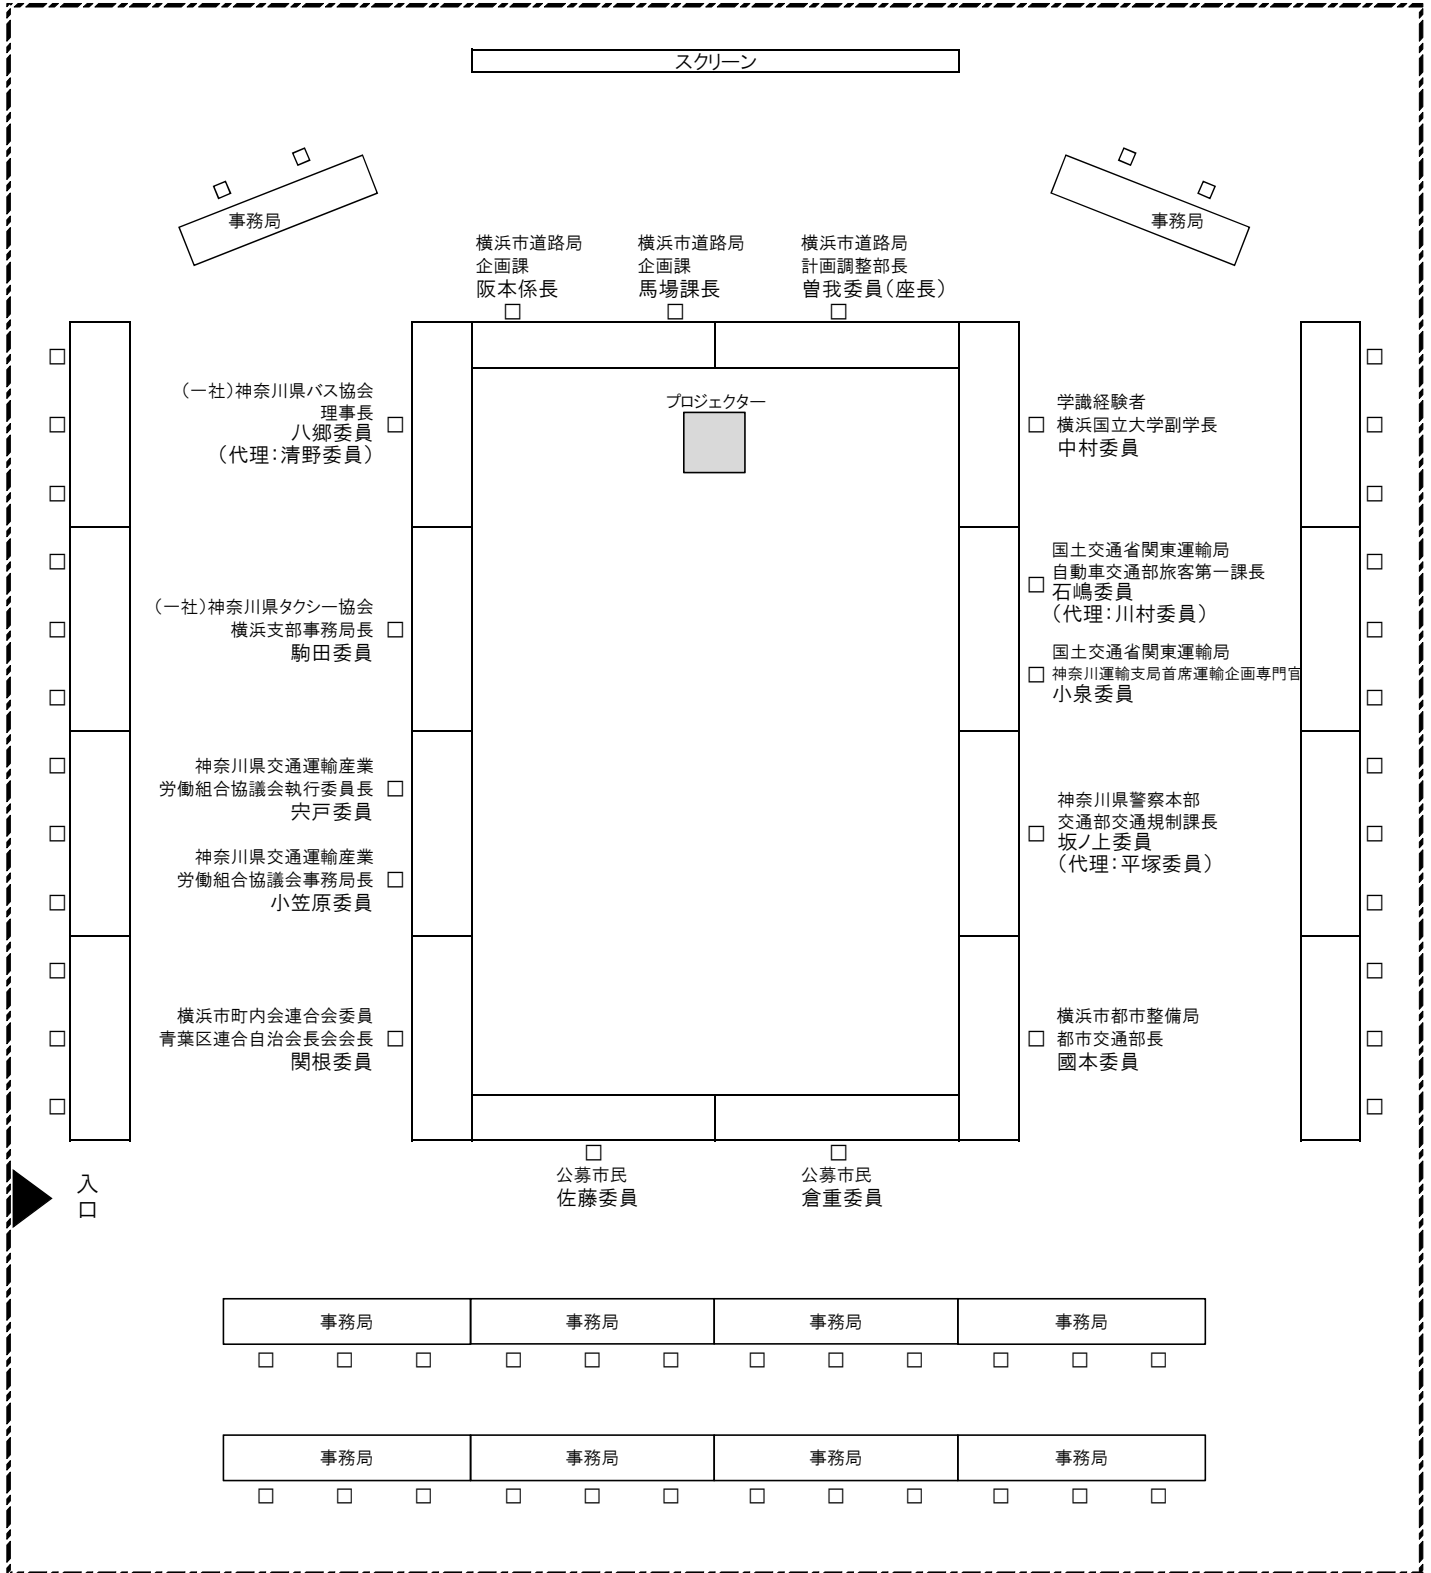 スクリーン
事務局
事務局
横浜市道路局
企画課
阪本係長
横浜市道路局
企画課
馬場課長
横浜市道路局
計画調整部長
曽我委員(座長)
(一社)神奈川県バス協会
理事長
八郷委員
(代理:清野委員)
プロジェクター
学識経験者
横浜国立大学副学長
中村委員
(一社)神奈川県タクシー協会
横浜支部事務局長
駒田委員
国土交通省関東運輸局
自動車交通部旅客第一課長
石嶋委員
(代理:川村委員)
国土交通省関東運輸局
神奈川運輸支局首席運輸企画専門官
小泉委員
神奈川県交通運輸産業
労働組合協議会執行委員長
宍戸委員
神奈川県交通運輸産業
労働組合協議会事務局長
小笠原委員
神奈川県警察本部
交通部交通規制課長
坂ノ上委員
(代理:平塚委員)
横浜市町内会連合会委員
青葉区連合自治会長会会長
関根委員
横浜市都市整備局
都市交通部長
國本委員
公募市民
佐藤委員
公募市民
倉重委員
入
口
事務局
事務局
事務局
事務局
事務局
事務局
事務局
事務局